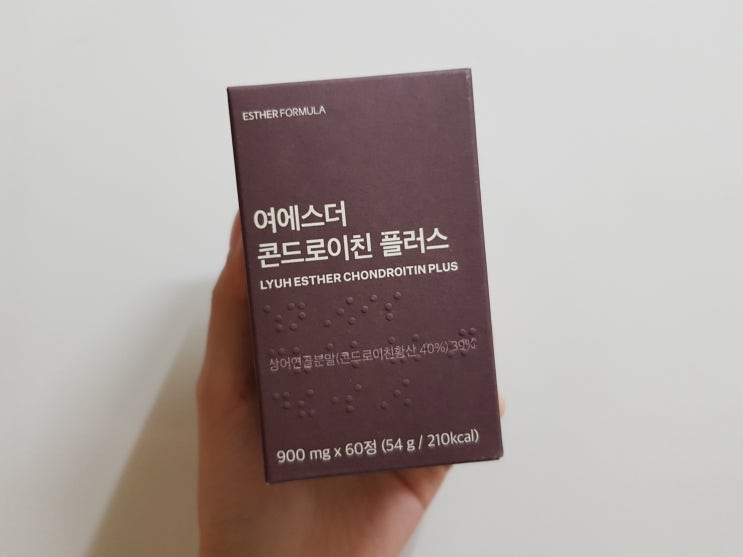 ESTHER FORMULA
여에스더
콘드로이친 플러스
LYUH ESTHER CHONDROITIN PLUS
상어연골분말(콘드로이친황산 40%) 39%
900 mg x 60정 (54 g / 210kcal)